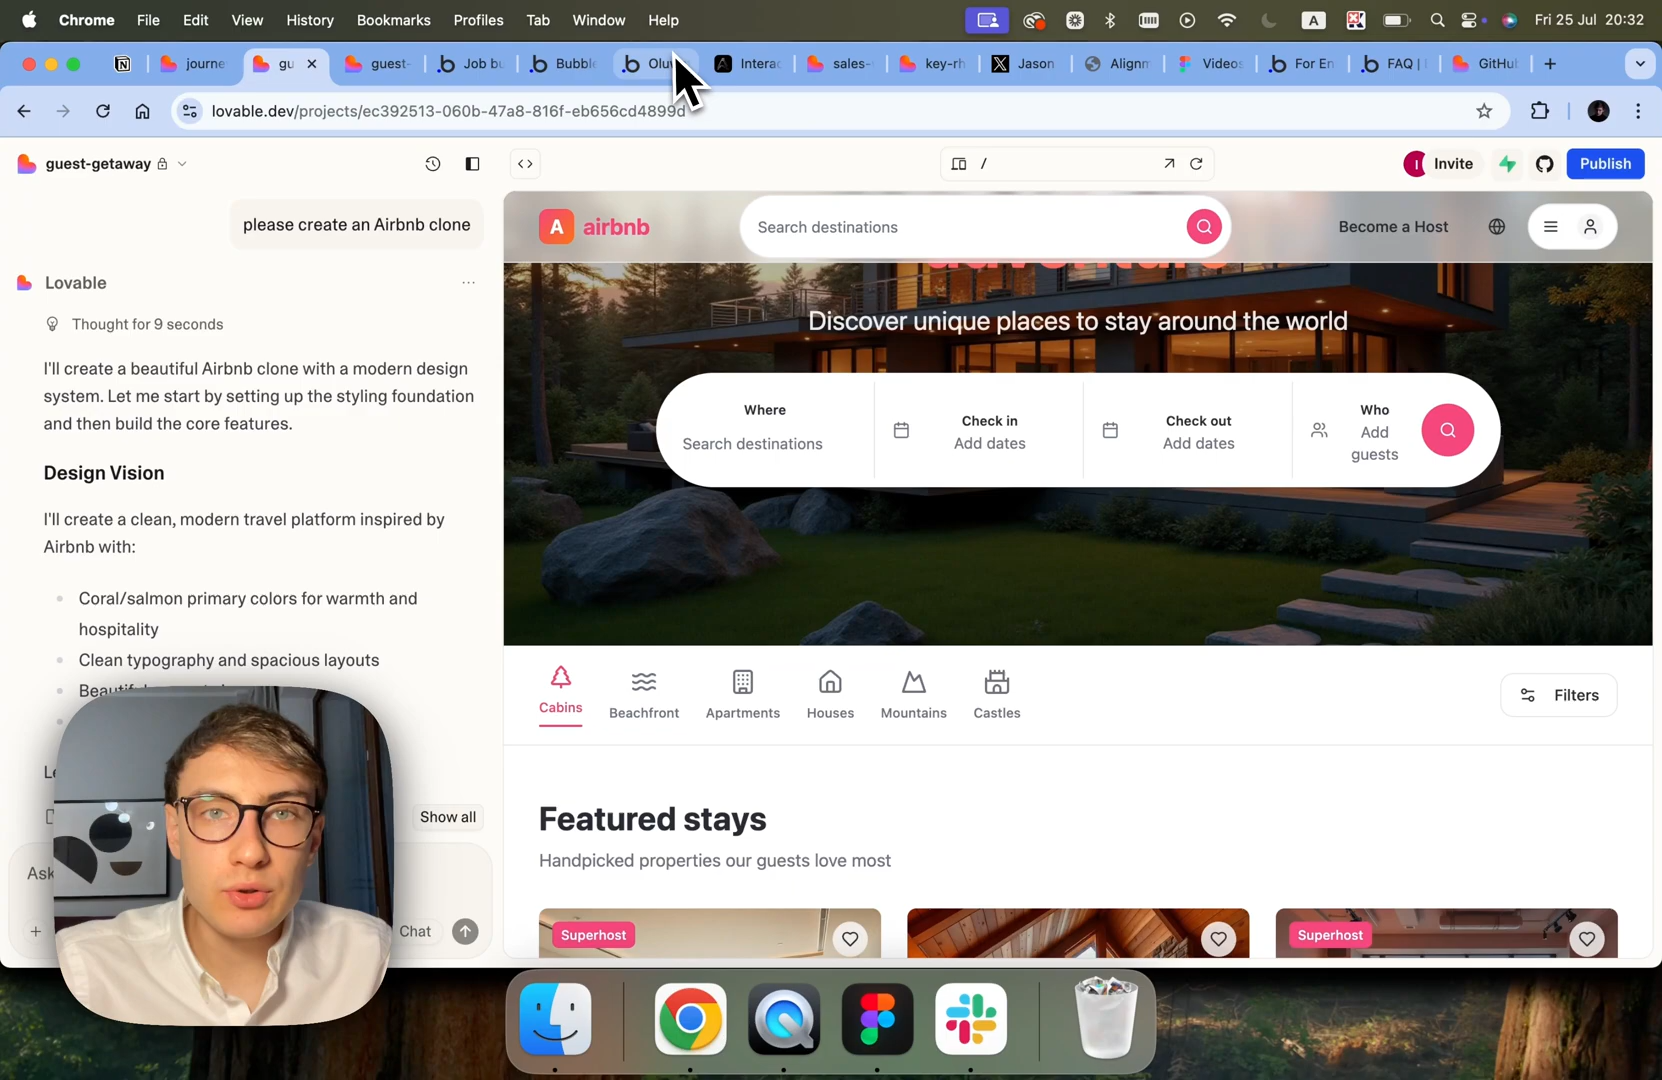 Chrome File Edit View History Bookmarks Profiles Tab Window Help
A
Fri 25 Jul 20:32
journe
gu
guest-
Job bu
Bubble
Interac
sales-
key-rh
Jason
Alignm
Videos
For En
FAQ |
GitHu
lovable.dev/projects/ec392513-060b-47a8-816f-eb656cd4899d
guest-getaway
/
I
Invite
Publish
please create an Airbnb clone
Lovable
Thought for 9 seconds
I'll create a beautiful Airbnb clone with a modern design
system. Let me start by setting up the styling foundation
and then build the core features.
Design Vision
I'll create a clean, modern travel platform inspired by
Airbnb with:
Coral/salmon primary colors for warmth and
hospitality
Clean typography and spacious layouts
Show all
Ask
Chat
A airbnb
Search destinations
Become a Host
Discover unique places to stay around the world
Where
Search destinations
Check in
Add dates
Check out
Add dates
Who
Add
guests
Cabins
Beachfront
Apartments
Houses
Mountains
Castles
Filters
Featured stays
Handpicked properties our guests love most
Superhost
Superhost